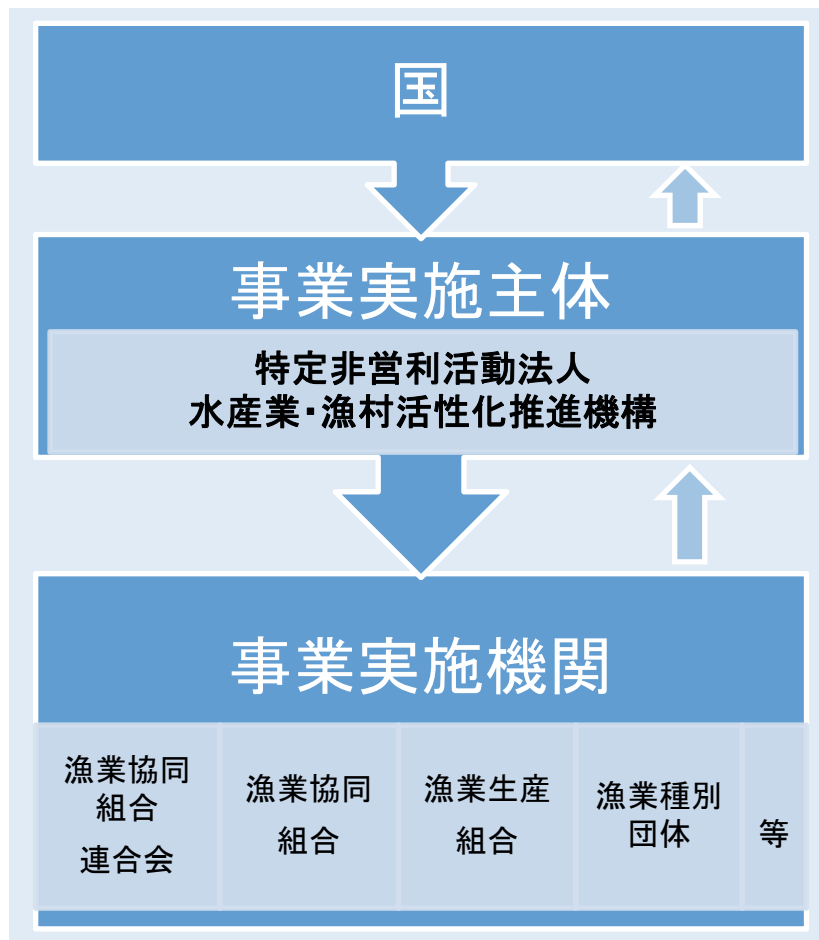 国
事業実施主体
特定非営利活動法人
水産業・漁村活性化推進機構
事業実施機関
漁業協同
組合
連合会
漁業協同
組合
漁業生産
組合
漁業種別
団体
等